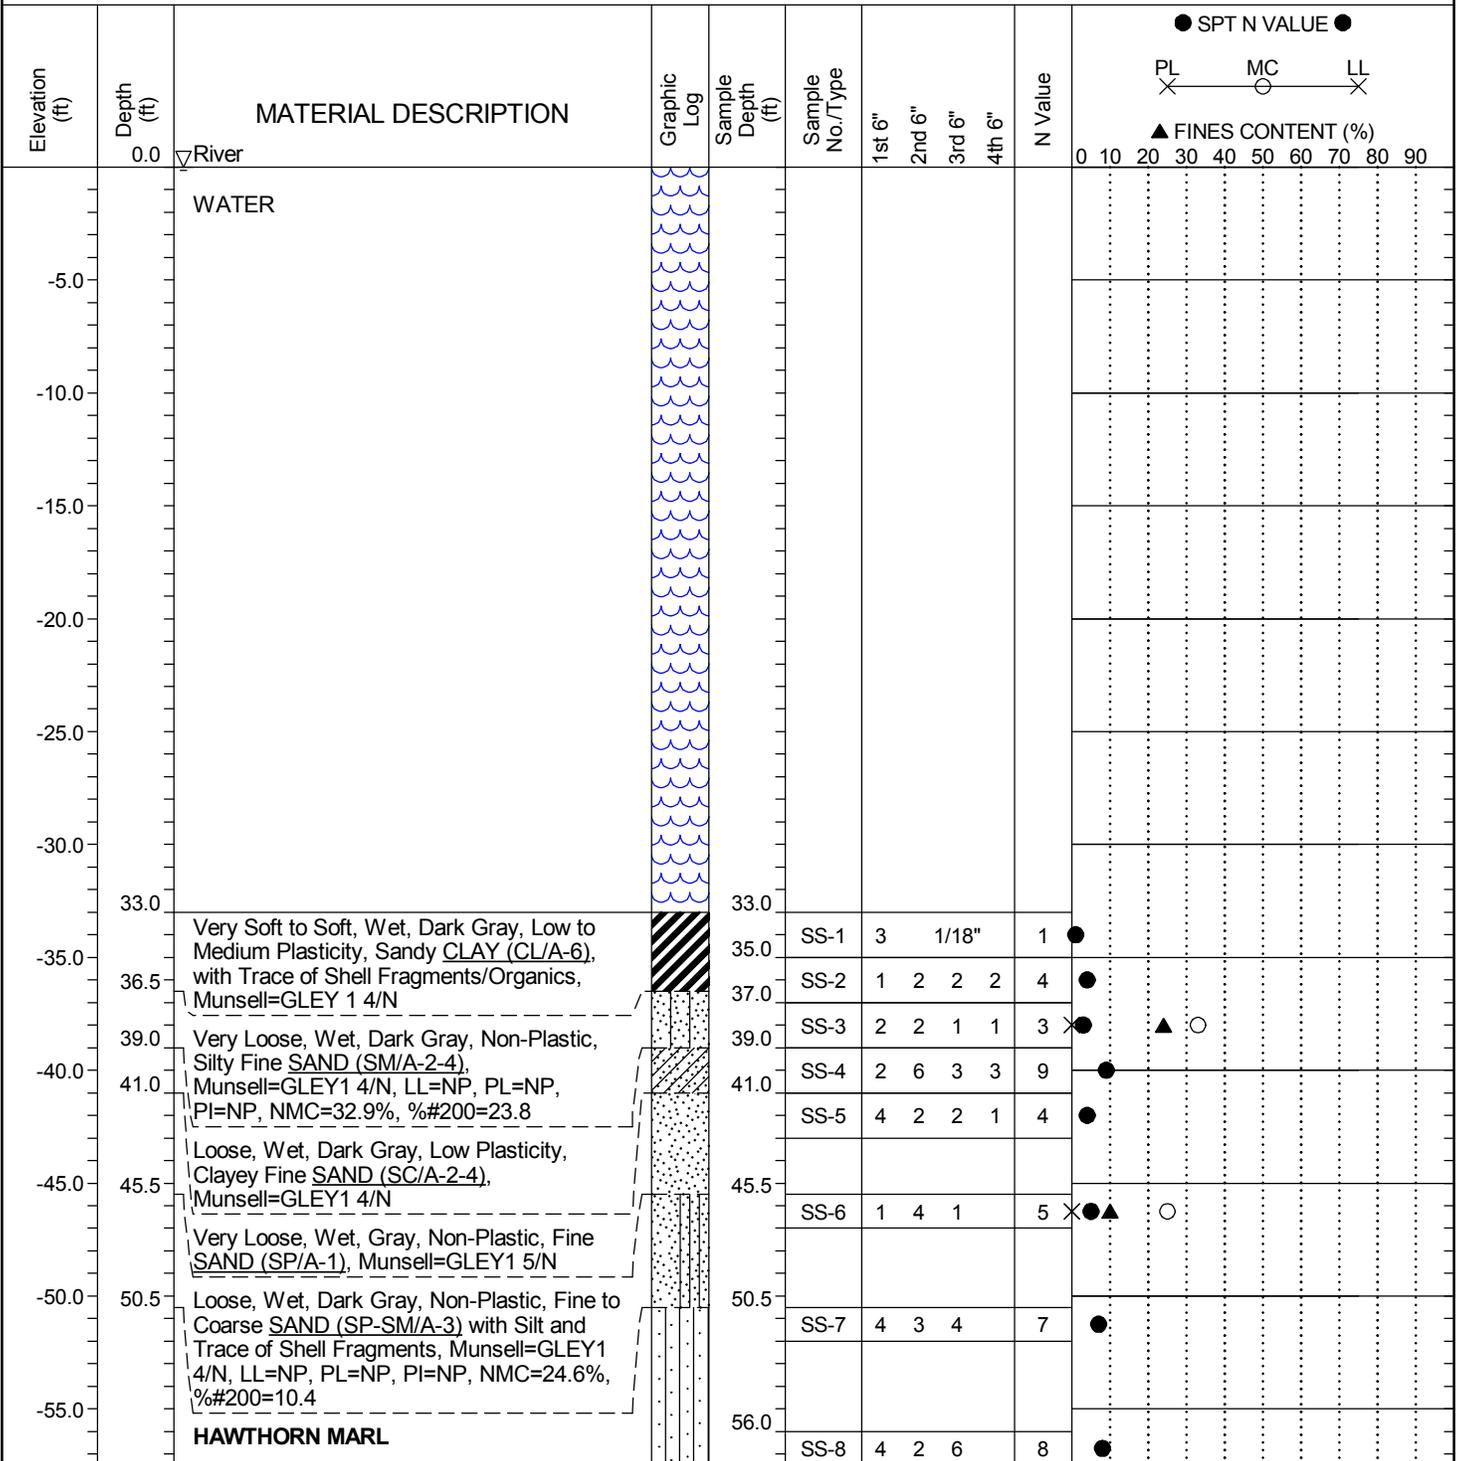 ● SPT N VALUE ●
PL MC LL
▲ FINES CONTENT (%)
0 10 20 30 40 50 60 70 80 90
Elevation (ft)
Depth (ft)
MATERIAL DESCRIPTION
Graphic Log
Sample Depth (ft)
Sample No./Type
1st 6"
2nd 6"
3rd 6"
4th 6"
N Value
0.0 River
WATER
-5.0
-10.0
-15.0
-20.0
-25.0
-30.0
33.0 33.0
Very Soft to Soft, Wet, Dark Gray, Low to
Medium Plasticity, Sandy CLAY (CL/A-6),
with Trace of Shell Fragments/Organics,
Munsell=GLEY 1 4/N
SS-1 3 1/18" 1
-35.0 35.0
36.5
SS-2 1 2 2 2 4
37.0
Very Loose, Wet, Dark Gray, Non-Plastic,
Silty Fine SAND (SM/A-2-4),
Munsell=GLEY1 4/N, LL=NP, PL=NP,
PI=NP, NMC=32.9%, %#200=23.8
SS-3 2 2 1 1 3
39.0 39.0
-40.0
SS-4 2 6 3 3 9
41.0 41.0
SS-5 4 2 2 1 4
Loose, Wet, Dark Gray, Low Plasticity,
Clayey Fine SAND (SC/A-2-4),
Munsell=GLEY1 4/N
-45.0 45.5 45.5
SS-6 1 4 1 5
Very Loose, Wet, Gray, Non-Plastic, Fine
SAND (SP/A-1), Munsell=GLEY1 5/N
-50.0 50.5 50.5
Loose, Wet, Dark Gray, Non-Plastic, Fine to
Coarse SAND (SP-SM/A-3) with Silt and
Trace of Shell Fragments, Munsell=GLEY1
4/N, LL=NP, PL=NP, PI=NP, NMC=24.6%,
%#200=10.4
SS-7 4 3 4 7
-55.0
56.0
HAWTHORN MARL
SS-8 4 2 6 8